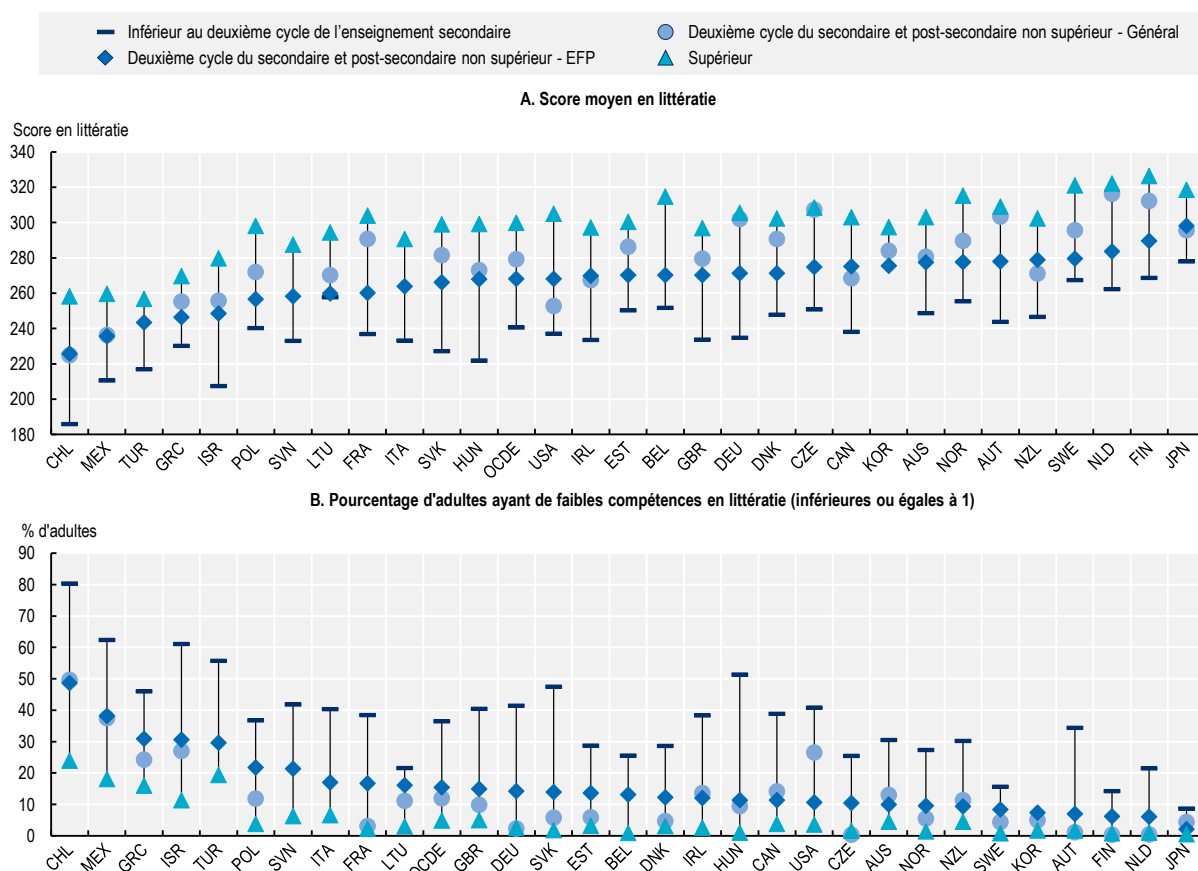 Inférieur au deuxième cycle de l'enseignement secondaire
Deuxième cycle du secondaire et post-secondaire non supérieur - Général
Deuxième cycle du secondaire et post-secondaire non supérieur - EFP
Supérieur
A. Score moyen en littératie
Score en littératie
340
320
300
280
260
240
220
200
180
CHL MEX TUR GRC ISR POL SVN LTU FRA ITA SVK HUN OCDE USA IRL EST BEL GBR DEU DNK CZE CAN KOR AUS NOR AUT NZL SWE NLD FIN JPN
B. Pourcentage d'adultes ayant de faibles compétences en littératie (inférieures ou égales à 1)
% d'adultes
90
80
70
60
50
40
30
20
10
0
CHL MEX GRC ISR TUR POL SVN ITA FRA LTU OCDE GBR DEU SVK EST BEL DNK IRL HUN CAN USA CZE AUS NOR NZL SWE KOR AUT FIN NLD JPN